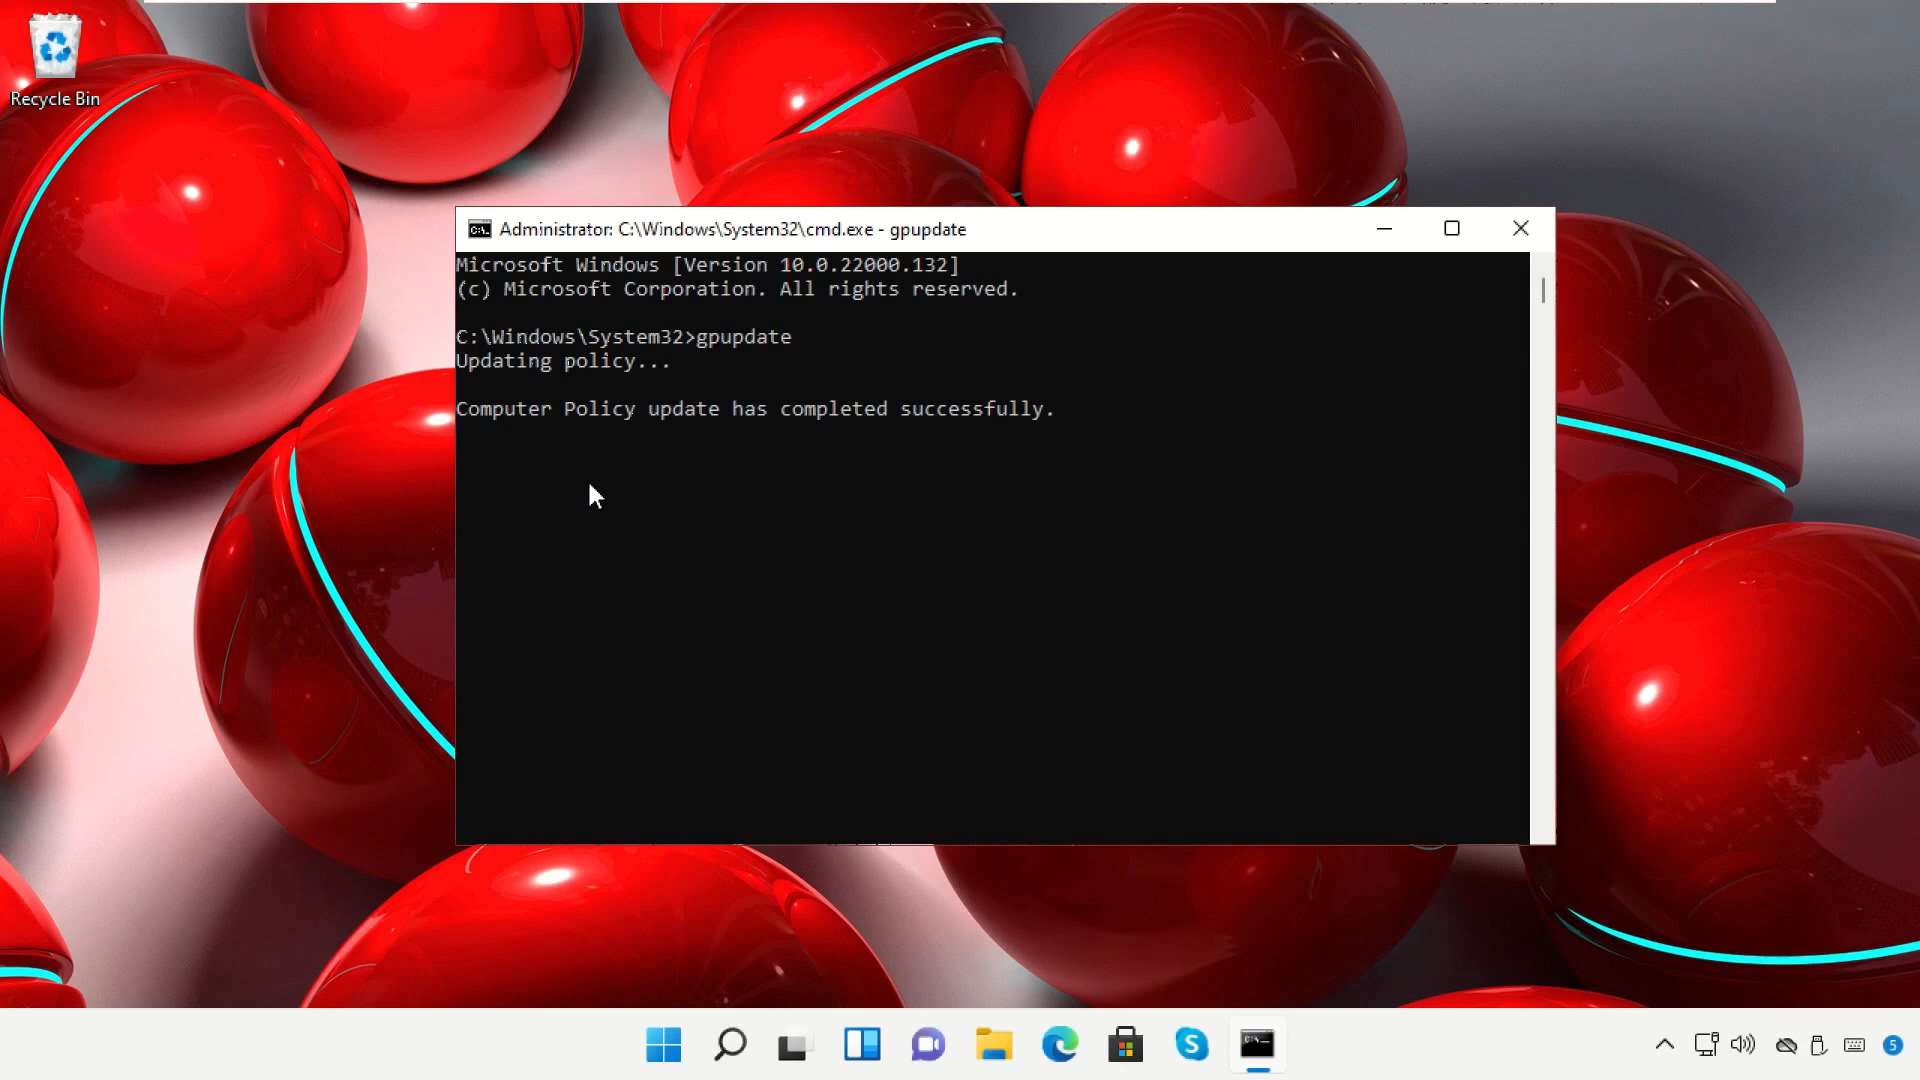 Recycle Bin
Administrator: C:\Windows\System32\cmd.exe - gpupdate
Microsoft Windows [Version 10.0.22000.132]
(c) Microsoft Corporation. All rights reserved.
C:\Windows\System32>gpupdate
Updating policy...
Computer Policy update has completed successfully.
5